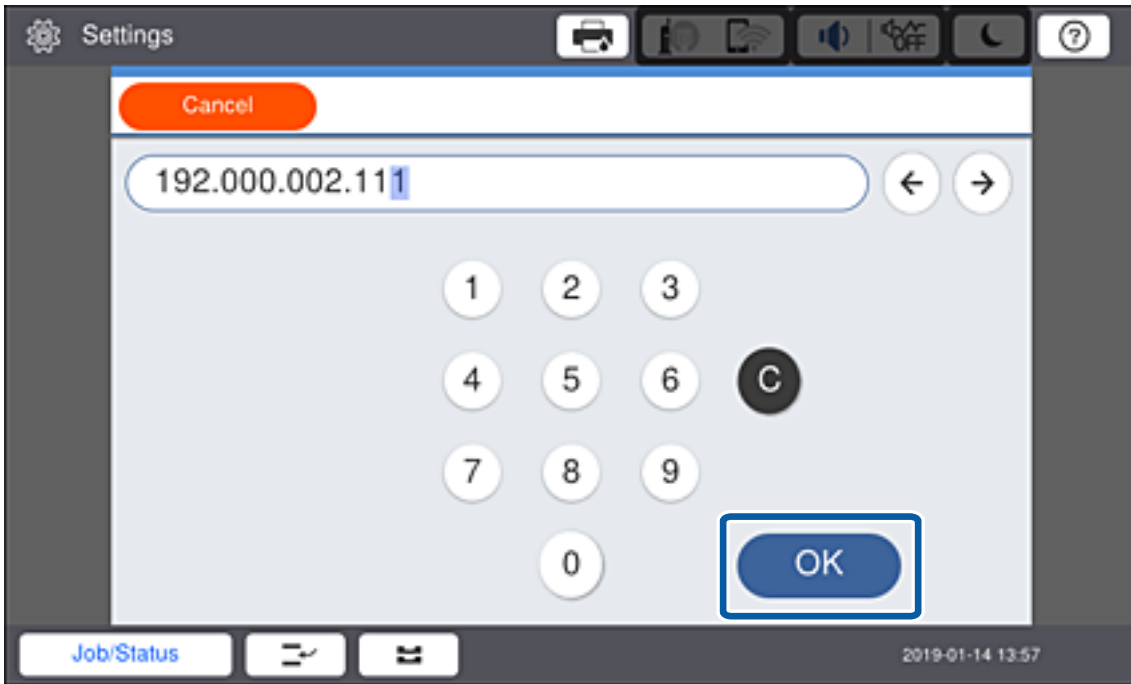 Settings
OFF
?
Cancel
192.000.002.111
1 2 3
4 5 6 C
7 8 9
0 OK
Job/Status
2019-01-14 13:57